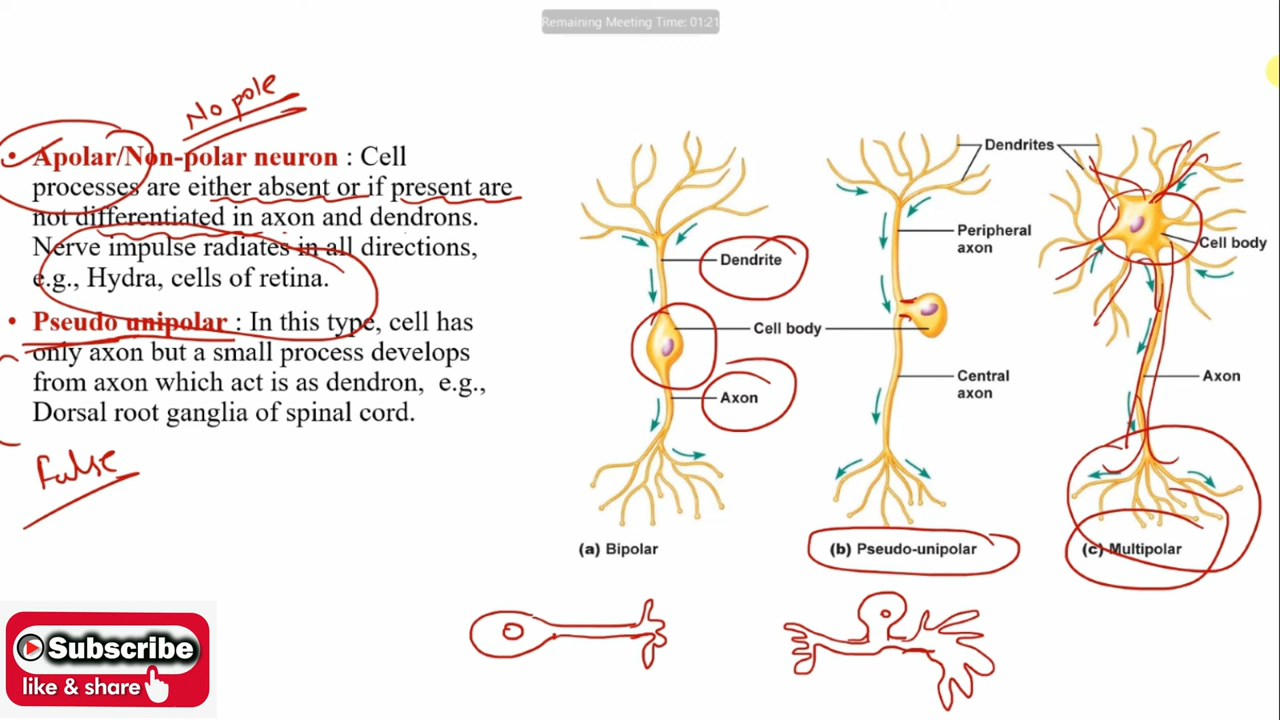 Remaining Meeting Time: 01:21
No pole
• Apolar/Non-polar neuron : Cell
processes are either absent or if present are
not differentiated in axon and dendrons.
Nerve impulse radiates in all directions,
e.g., Hydra, cells of retina.
• Pseudo unipolar : In this type, cell has
only axon but a small process develops
from axon which act is as dendron, e.g.,
Dorsal root ganglia of spinal cord.
False
Dendrite
Cell body
Axon
(a) Bipolar
Dendrites
Peripheral
axon
Central
axon
(b) Pseudo-unipolar
Cell body
Axon
(c) Multipolar
Subscribe
like & share